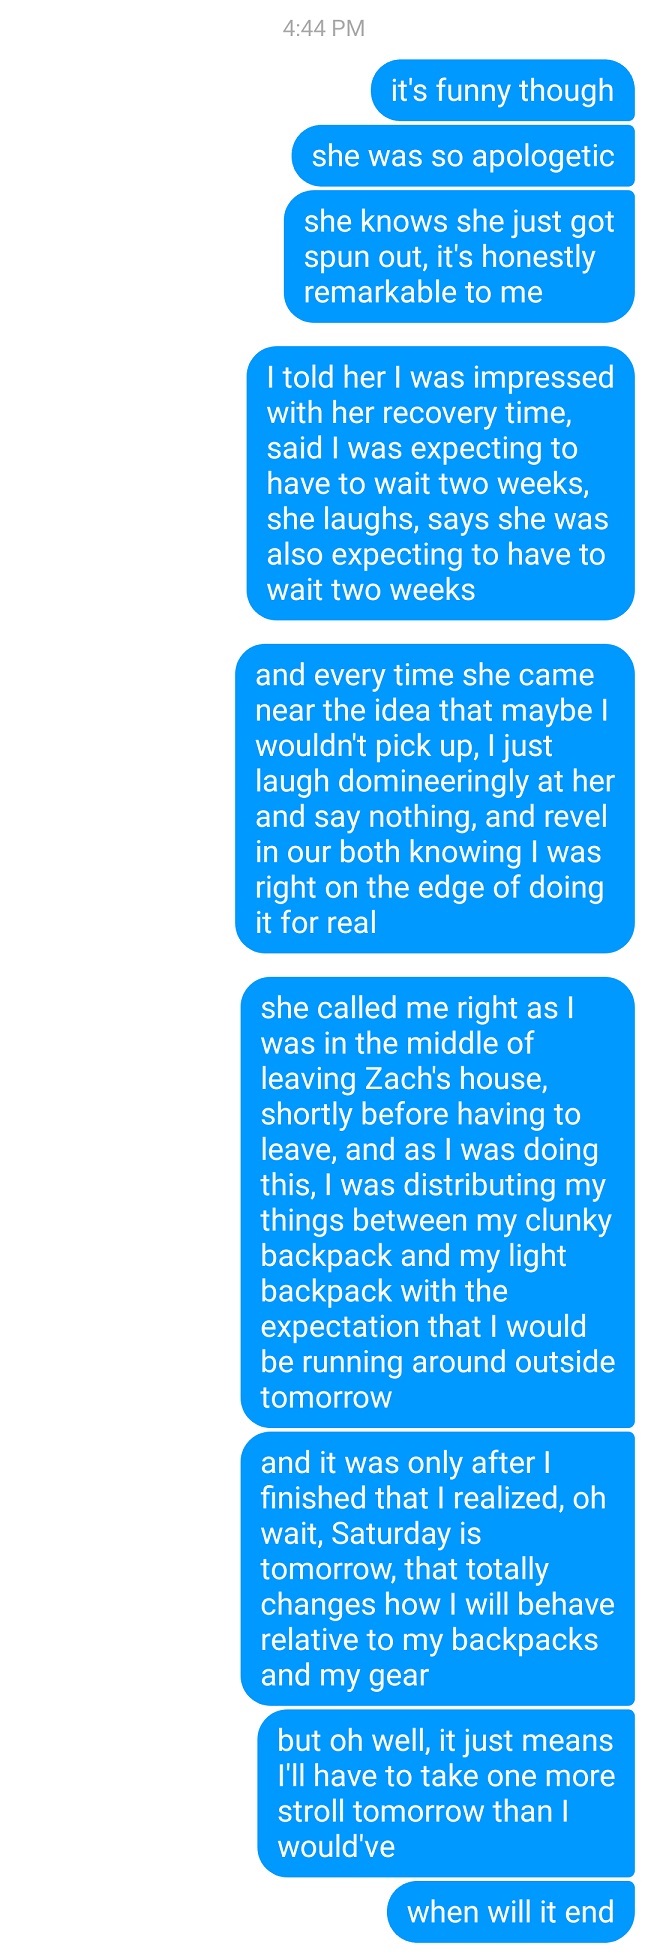 4:44 PM
it's funny though
she was so apologetic
she knows she just got
spun out, it's honestly
remarkable to me
I told her I was impressed
with her recovery time,
said I was expecting to
have to wait two weeks,
she laughs, says she was
also expecting to have to
wait two weeks
and every time she came
near the idea that maybe I
wouldn't pick up, I just
laugh domineeringly at her
and say nothing, and revel
in our both knowing I was
right on the edge of doing
it for real
she called me right as I
was in the middle of
leaving Zach's house,
shortly before having to
leave, and as I was doing
this, I was distributing my
things between my clunky
backpack and my light
backpack with the
expectation that I would
be running around outside
tomorrow
and it was only after I
finished that I realized, oh
wait, Saturday is
tomorrow, that totally
changes how I will behave
relative to my backpacks
and my gear
but oh well, it just means
I'll have to take one more
stroll tomorrow than I
would've
when will it end